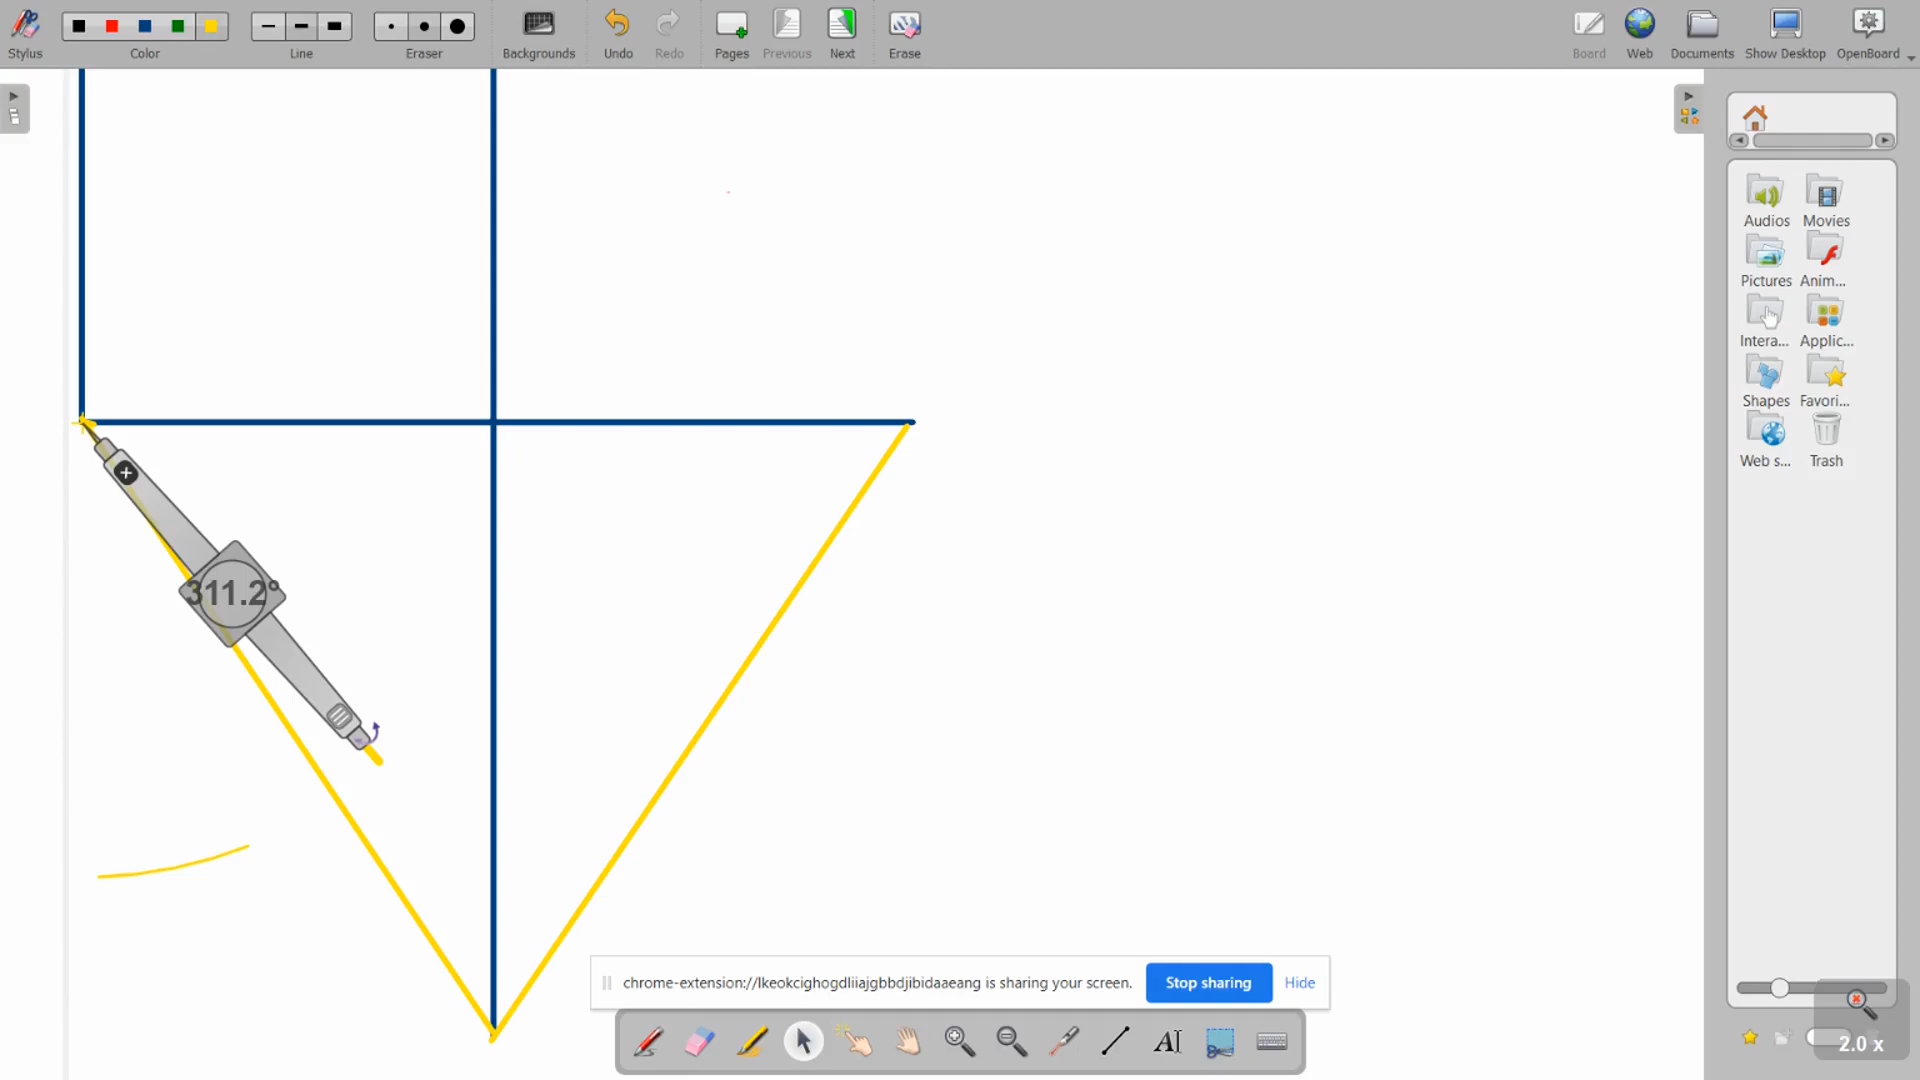 Stylus
Color
Line
Eraser
Backgrounds
Undo
Redo
Pages
Previous
Next
Erase
Board
Web
Documents
Show Desktop
OpenBoard
Audios
Movies
Pictures
Anim...
Intera...
Applic...
Shapes
Favori...
Web s...
Trash
311.2°
chrome-extension://lkeokcighogdliiajgbbdjibidaaeang is sharing your screen.
Stop sharing
Hide
AI
2.0 x